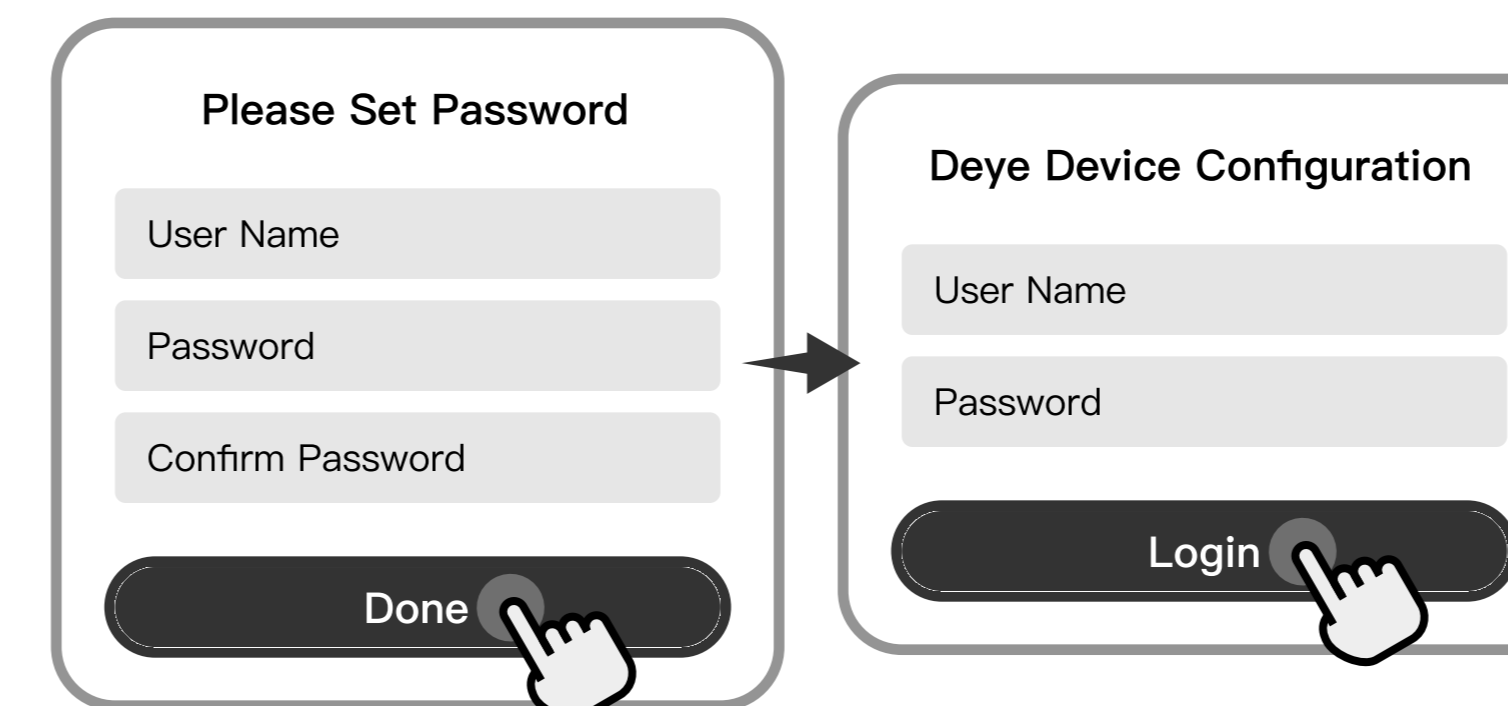 Please Set Password
User Name
Password
Confirm Password
Done
Deye Device Configuration
User Name
Password
Login